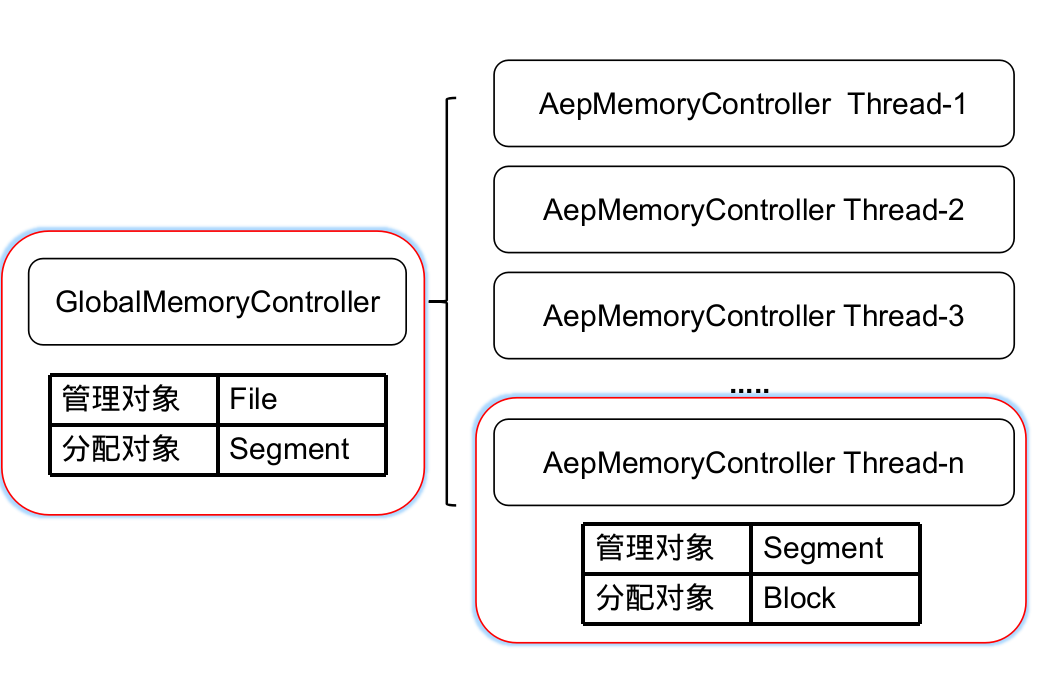 AepMemoryController  Thread-1
AepMemoryController Thread-2
GlobalMemoryController
AepMemoryController Thread-3
管理对象 File
分配对象 Segment
.....
AepMemoryController Thread-n
管理对象 Segment
分配对象 Block